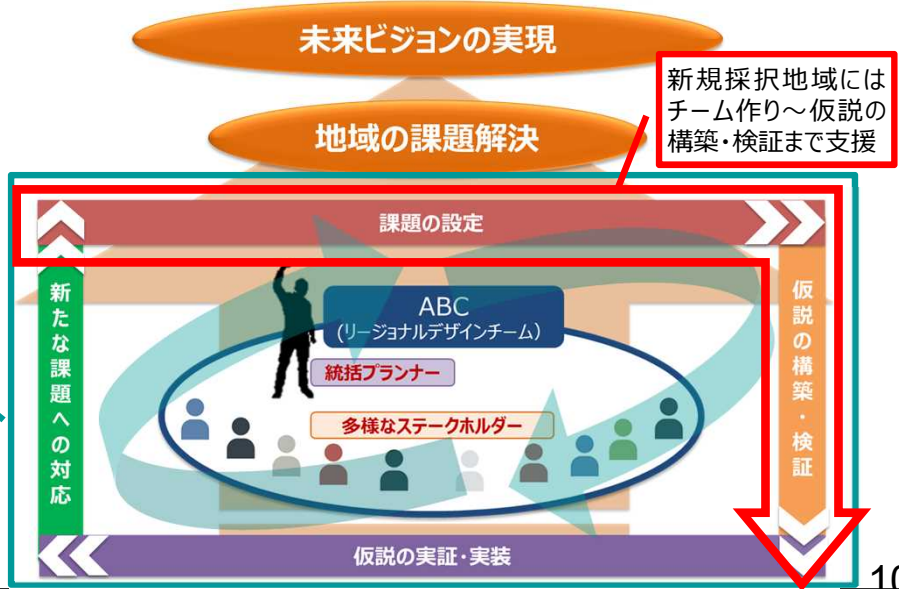 未来ビジョンの実現
新規採択地域には
チーム作り～仮説の
構築・検証まで支援
地域の課題解決
課題の設定
新たな課題への対応
ABC
(リージョナルデザインチーム)
統括プランナー
多様なステークホルダー
仮説の構築・検証
仮説の実証・実装
10